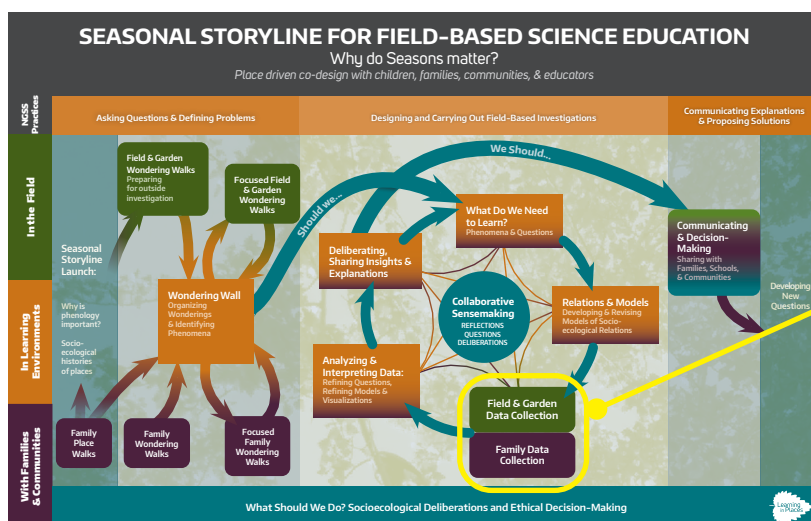 SEASONAL STORYLINE FOR FIELD-BASED SCIENCE EDUCATION
Why do Seasons matter?
Place driven co-design with children, families, communities, & educators
NGSS
Practices
Asking Questions & Defining Problems
Designing and Carrying Out Field-Based Investigations
Communicating Explanations
& Proposing Solutions
In the Field
In Learning
Environments
With Families
& Communities
Field & Garden
Wondering Walks
Preparing
for outside
investigation
Focused Field
& Garden
Wondering
Walks
Seasonal
Storyline
Launch:
Why is
phenology
important?
Socio-
ecological
histories
of places
Wondering Wall
Organizing
Wonderings
& Identifying
Phenomena
Family
Place
Walks
Family
Wondering
Walks
Focused
Family
Wondering
Walks
Should we...
We Should...
What Do We Need
to Learn?
Phenomena & Questions
Deliberating,
Sharing Insights &
Explanations
Collaborative
Sensemaking
REFLECTIONS
QUESTIONS
DELIBERATIONS
Relations & Models
Developing & Revising
Models of Socio-
ecological Relations
Analyzing &
Interpreting Data:
Refining Questions,
Refining Models &
Visualizations
Field & Garden
Data Collection
Family Data
Collection
Communicating
& Decision-
Making
Sharing with
Families, Schools,
& Communities
Developing
New
Questions
What Should We Do? Socioecological Deliberations and Ethical Decision-Making
Learning
in Places